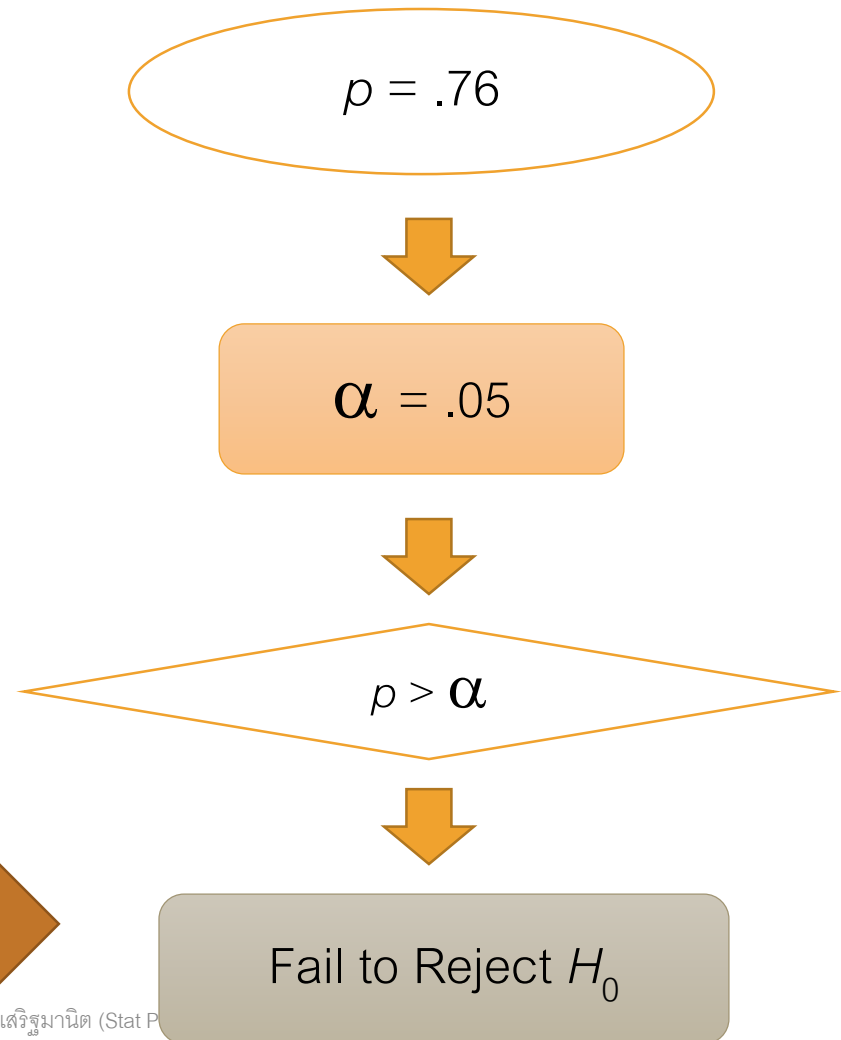 p = .76
α = .05
p > α
Fail to Reject H₀
เสริฐมานิต (Stat P